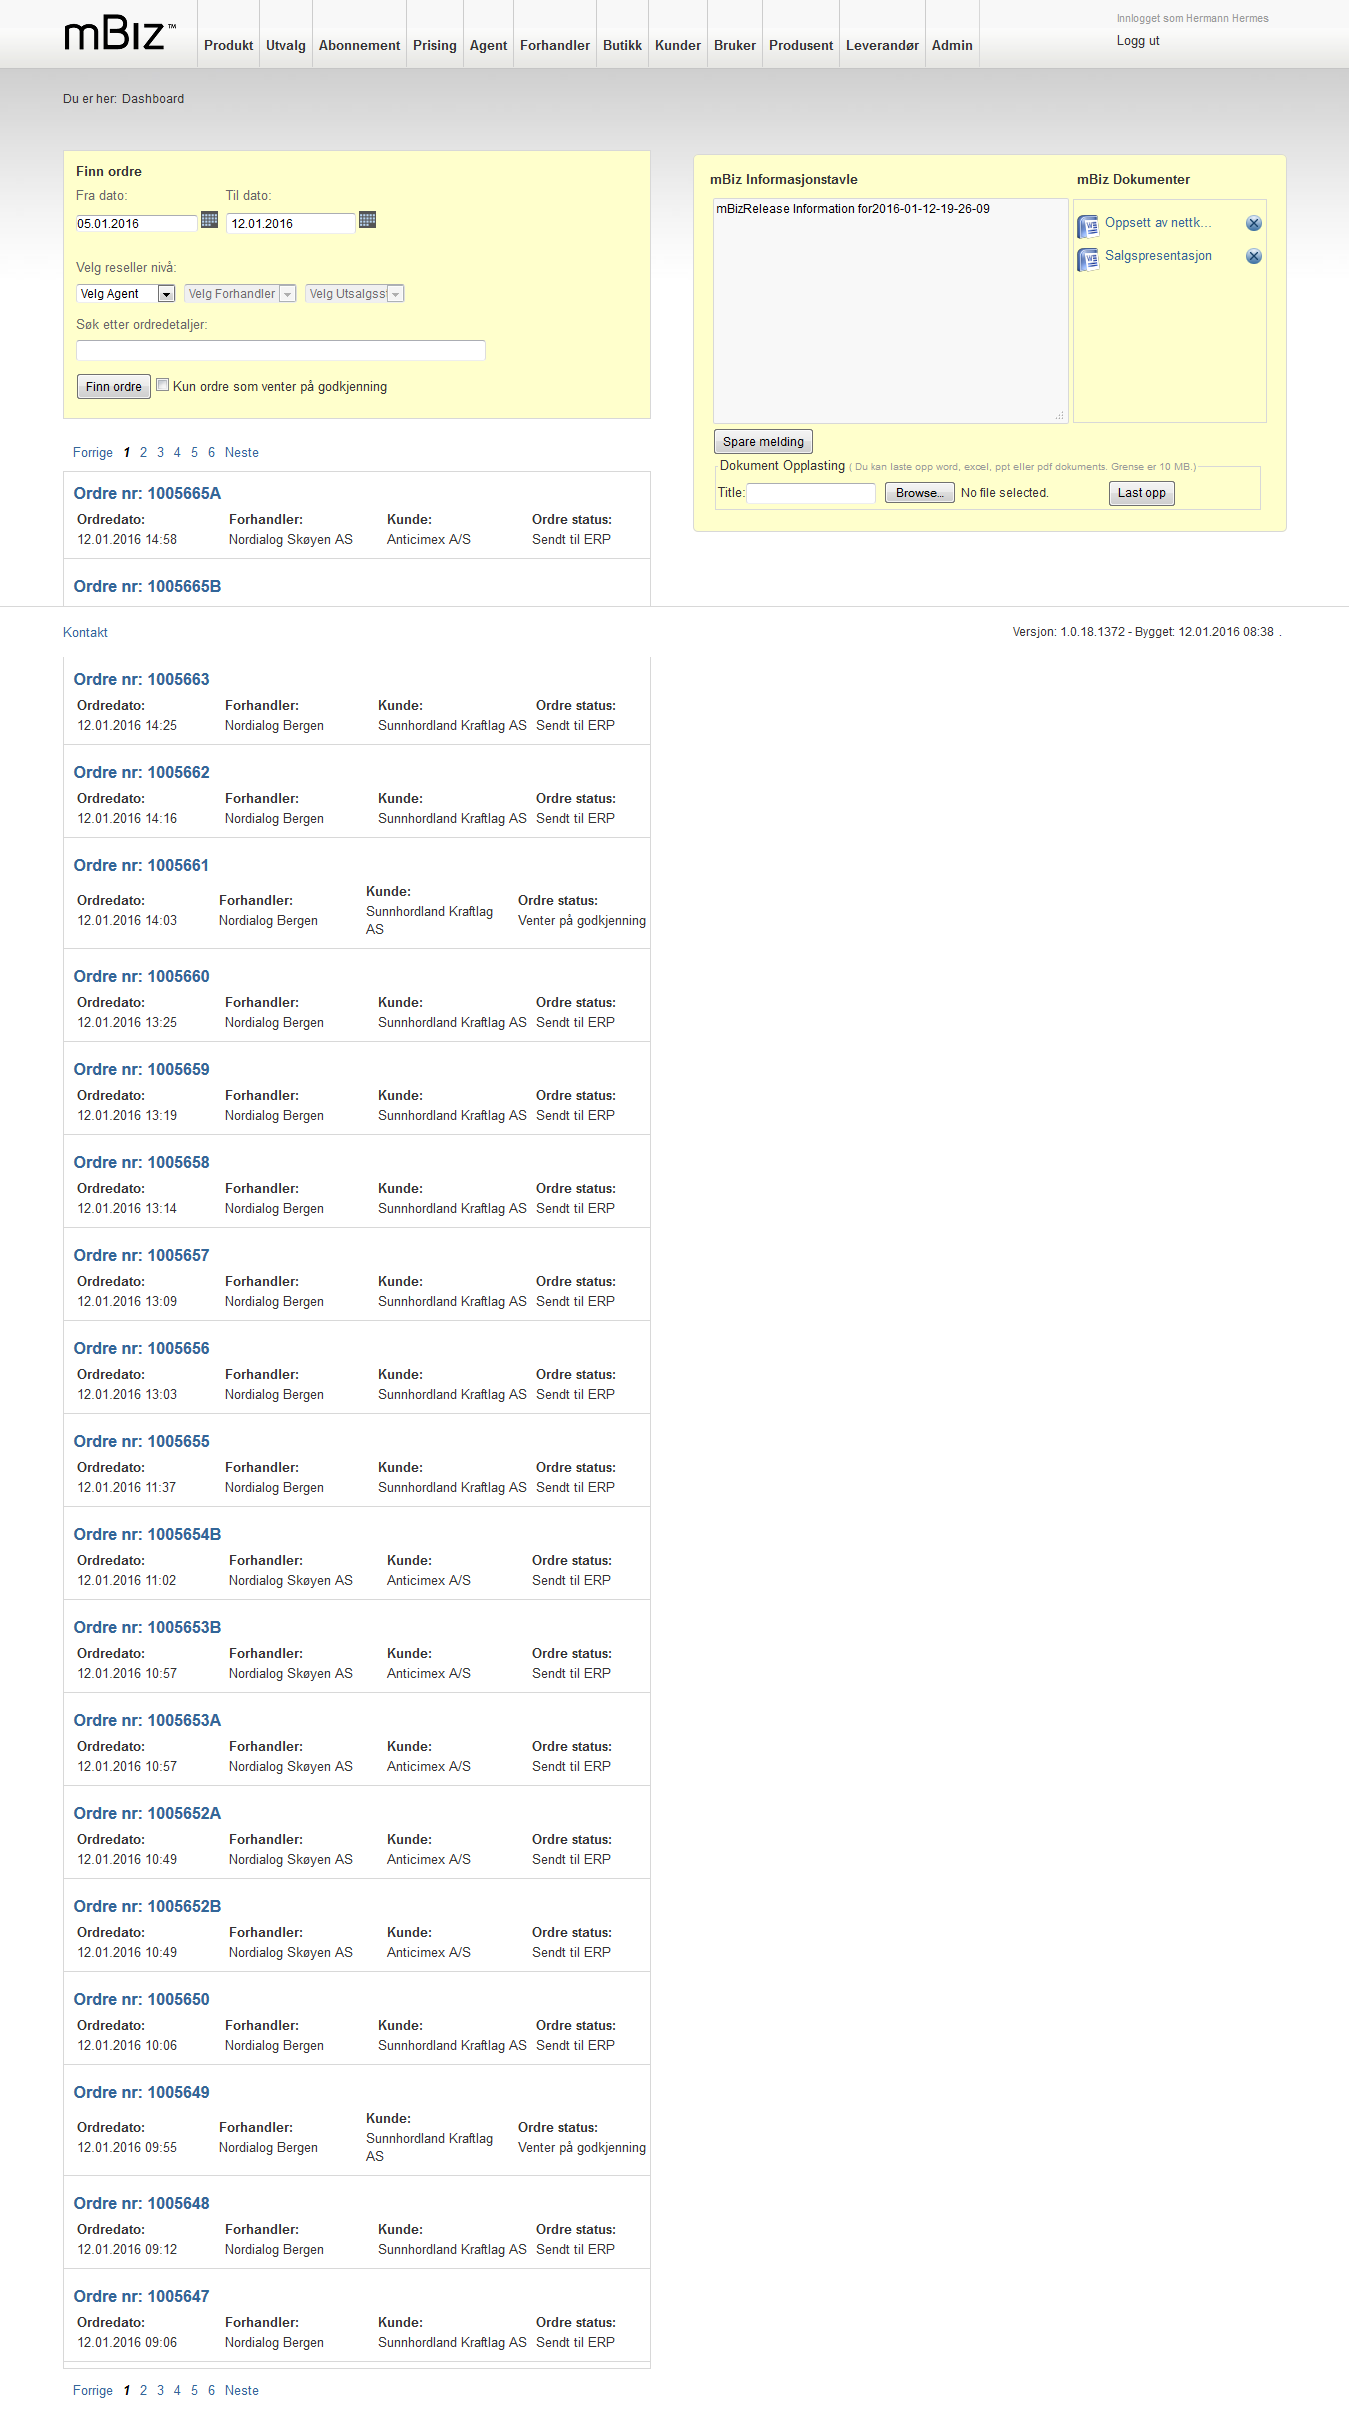 mBiz™
Produkt Utvalg Abonnement Prising Agent Forhandler Butikk Kunder Bruker Produsent Leverandør Admin
Innlogget som Hermann Hermes
Logg ut
Du er her: Dashboard
Finn ordre
Fra dato: Til dato:
05.01.2016 12.01.2016
Velg reseller nivå:
Velg Agent Velg Forhandler Velg Utsalgss
Søk etter ordredetaljer:
Finn ordre Kun ordre som venter på godkjenning
mBiz Informasjonstavle mBiz Dokumenter
mBizRelease Information for2016-01-12-19-26-09
Oppsett av nettk...
Salgspresentasjon
Spare melding
Dokument Opplasting ( Du kan laste opp word, excel, ppt eller pdf dokuments. Grense er 10 MB.)
Title: Browse... No file selected. Last opp
Forrige 1 2 3 4 5 6 Neste
Ordre nr: 1005665A
Ordredato: Forhandler: Kunde: Ordre status:
12.01.2016 14:58 Nordialog Skøyen AS Anticimex A/S Sendt til ERP
Ordre nr: 1005665B
Kontakt Versjon: 1.0.18.1372 - Bygget: 12.01.2016 08:38 .
Ordre nr: 1005663
Ordredato: Forhandler: Kunde: Ordre status:
12.01.2016 14:25 Nordialog Bergen Sunnhordland Kraftlag AS Sendt til ERP
Ordre nr: 1005662
Ordredato: Forhandler: Kunde: Ordre status:
12.01.2016 14:16 Nordialog Bergen Sunnhordland Kraftlag AS Sendt til ERP
Ordre nr: 1005661
Ordredato: Forhandler: Kunde: Ordre status:
12.01.2016 14:03 Nordialog Bergen Sunnhordland Kraftlag Venter på godkjenning
AS
Ordre nr: 1005660
Ordredato: Forhandler: Kunde: Ordre status:
12.01.2016 13:25 Nordialog Bergen Sunnhordland Kraftlag AS Sendt til ERP
Ordre nr: 1005659
Ordredato: Forhandler: Kunde: Ordre status:
12.01.2016 13:19 Nordialog Bergen Sunnhordland Kraftlag AS Sendt til ERP
Ordre nr: 1005658
Ordredato: Forhandler: Kunde: Ordre status:
12.01.2016 13:14 Nordialog Bergen Sunnhordland Kraftlag AS Sendt til ERP
Ordre nr: 1005657
Ordredato: Forhandler: Kunde: Ordre status:
12.01.2016 13:09 Nordialog Bergen Sunnhordland Kraftlag AS Sendt til ERP
Ordre nr: 1005656
Ordredato: Forhandler: Kunde: Ordre status:
12.01.2016 13:03 Nordialog Bergen Sunnhordland Kraftlag AS Sendt til ERP
Ordre nr: 1005655
Ordredato: Forhandler: Kunde: Ordre status:
12.01.2016 11:37 Nordialog Bergen Sunnhordland Kraftlag AS Sendt til ERP
Ordre nr: 1005654B
Ordredato: Forhandler: Kunde: Ordre status:
12.01.2016 11:02 Nordialog Skøyen AS Anticimex A/S Sendt til ERP
Ordre nr: 1005653B
Ordredato: Forhandler: Kunde: Ordre status:
12.01.2016 10:57 Nordialog Skøyen AS Anticimex A/S Sendt til ERP
Ordre nr: 1005653A
Ordredato: Forhandler: Kunde: Ordre status:
12.01.2016 10:57 Nordialog Skøyen AS Anticimex A/S Sendt til ERP
Ordre nr: 1005652A
Ordredato: Forhandler: Kunde: Ordre status:
12.01.2016 10:49 Nordialog Skøyen AS Anticimex A/S Sendt til ERP
Ordre nr: 1005652B
Ordredato: Forhandler: Kunde: Ordre status:
12.01.2016 10:49 Nordialog Skøyen AS Anticimex A/S Sendt til ERP
Ordre nr: 1005650
Ordredato: Forhandler: Kunde: Ordre status:
12.01.2016 10:06 Nordialog Bergen Sunnhordland Kraftlag AS Sendt til ERP
Ordre nr: 1005649
Ordredato: Forhandler: Kunde: Ordre status:
12.01.2016 09:55 Nordialog Bergen Sunnhordland Kraftlag Venter på godkjenning
AS
Ordre nr: 1005648
Ordredato: Forhandler: Kunde: Ordre status:
12.01.2016 09:12 Nordialog Bergen Sunnhordland Kraftlag AS Sendt til ERP
Ordre nr: 1005647
Ordredato: Forhandler: Kunde: Ordre status:
12.01.2016 09:06 Nordialog Bergen Sunnhordland Kraftlag AS Sendt til ERP
Forrige 1 2 3 4 5 6 Neste